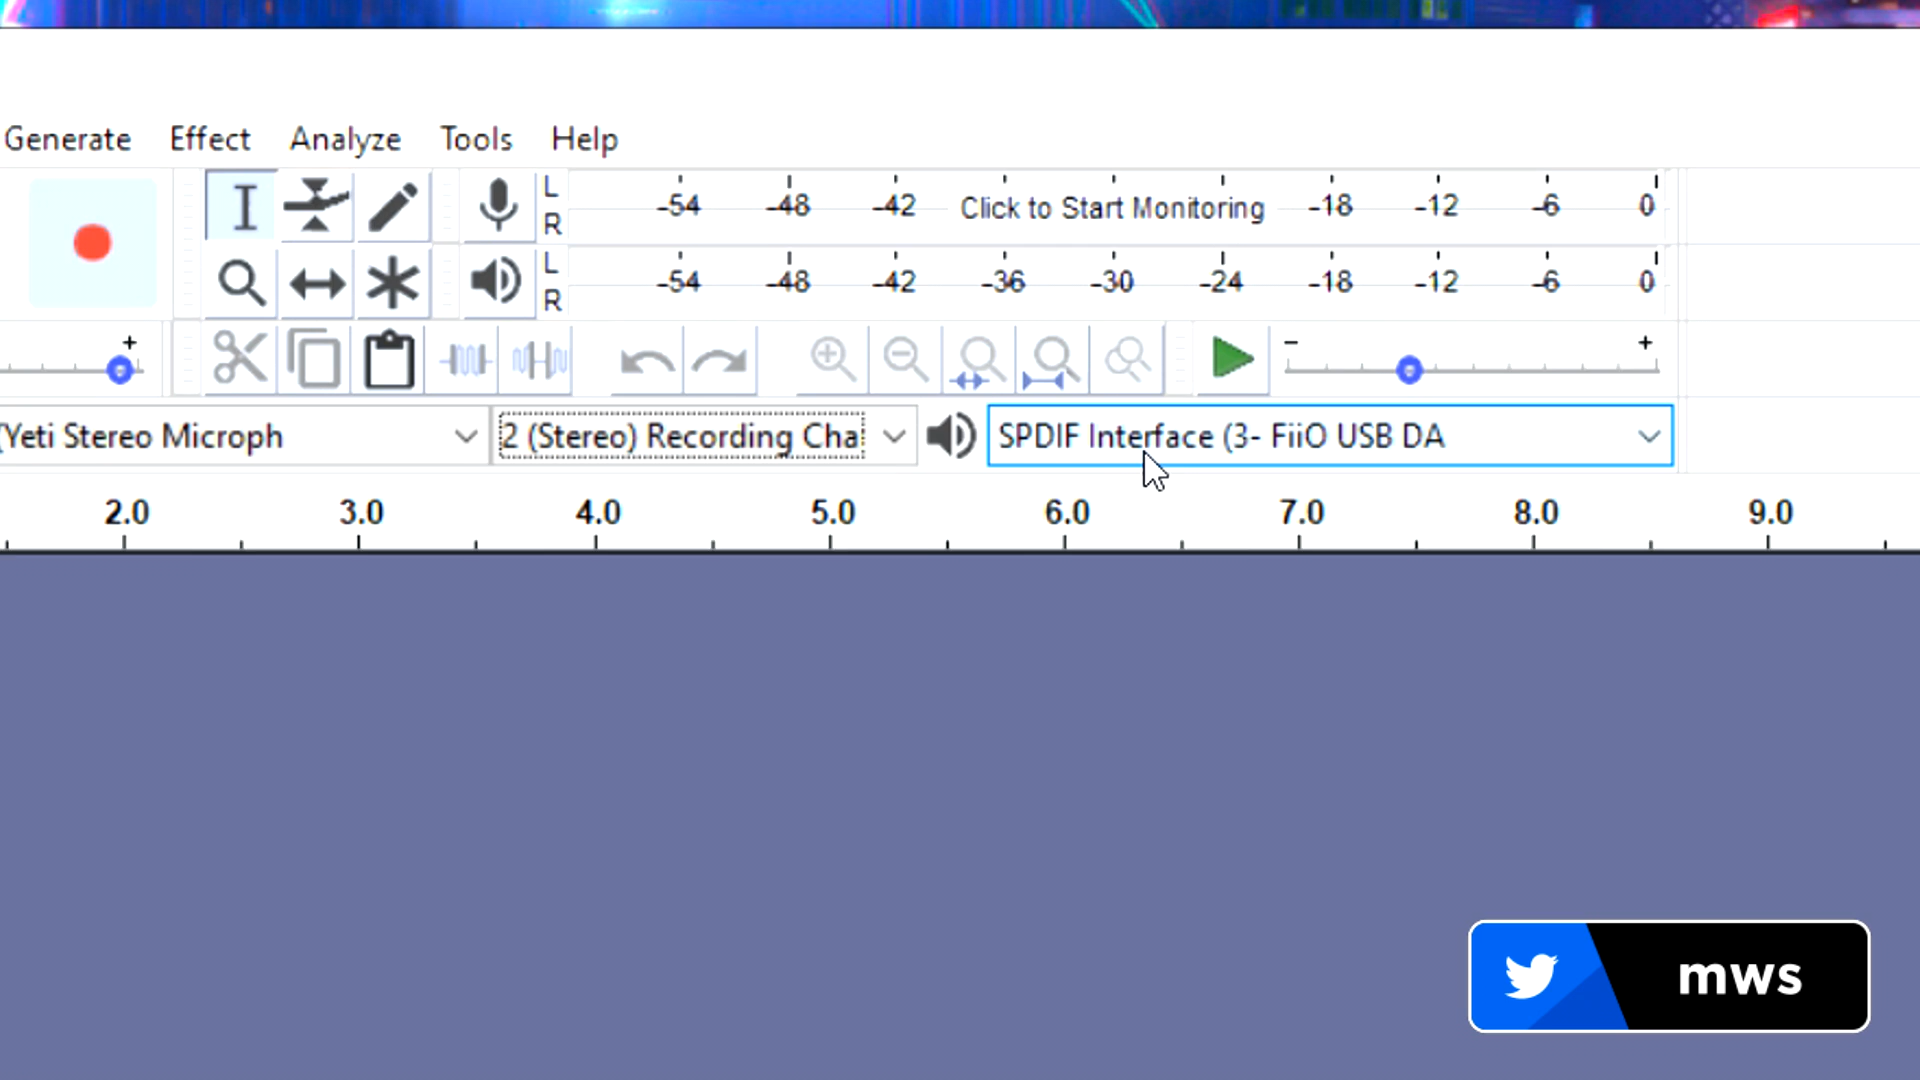 Generate Effect Analyze Tools Help
L
R
-54 -48 -42 Click to Start Monitoring -18 -12 -6 0
L
R
-54 -48 -42 -36 -30 -24 -18 -12 -6 0
+ - +
(Yeti Stereo Microph 2 (Stereo) Recording Cha SPDIF Interface (3- FiiO USB DA
2.0 3.0 4.0 5.0 6.0 7.0 8.0 9.0
mws